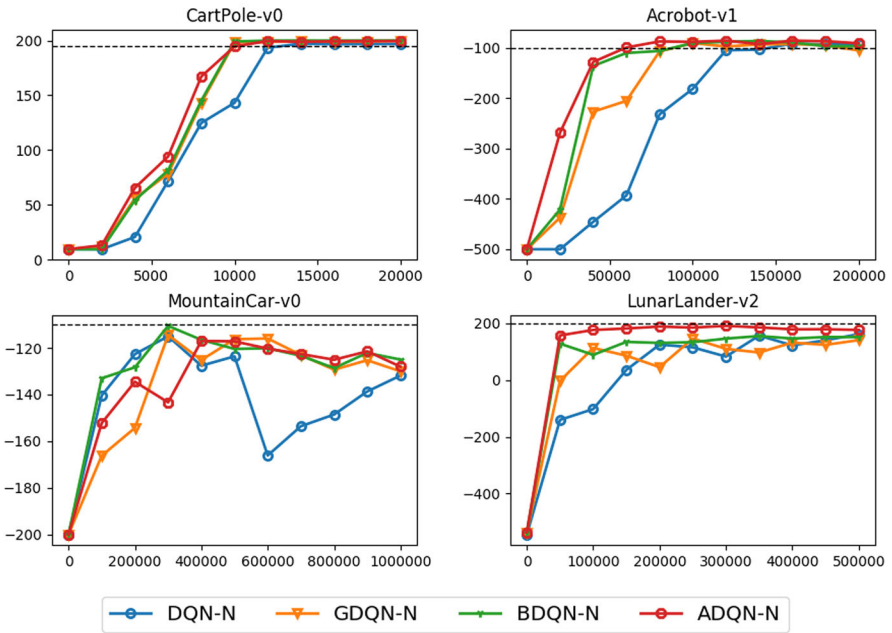 CartPole-v0
200
150
100
50
0
0 5000 10000 15000 20000
Acrobot-v1
−100
−200
−300
−400
−500
0 50000 100000 150000 200000
MountainCar-v0
−120
−140
−160
−180
−200
0 200000 400000 600000 800000 1000000
LunarLander-v2
200
0
−200
−400
0 100000 200000 300000 400000 500000
DQN-N GDQN-N BDQN-N ADQN-N